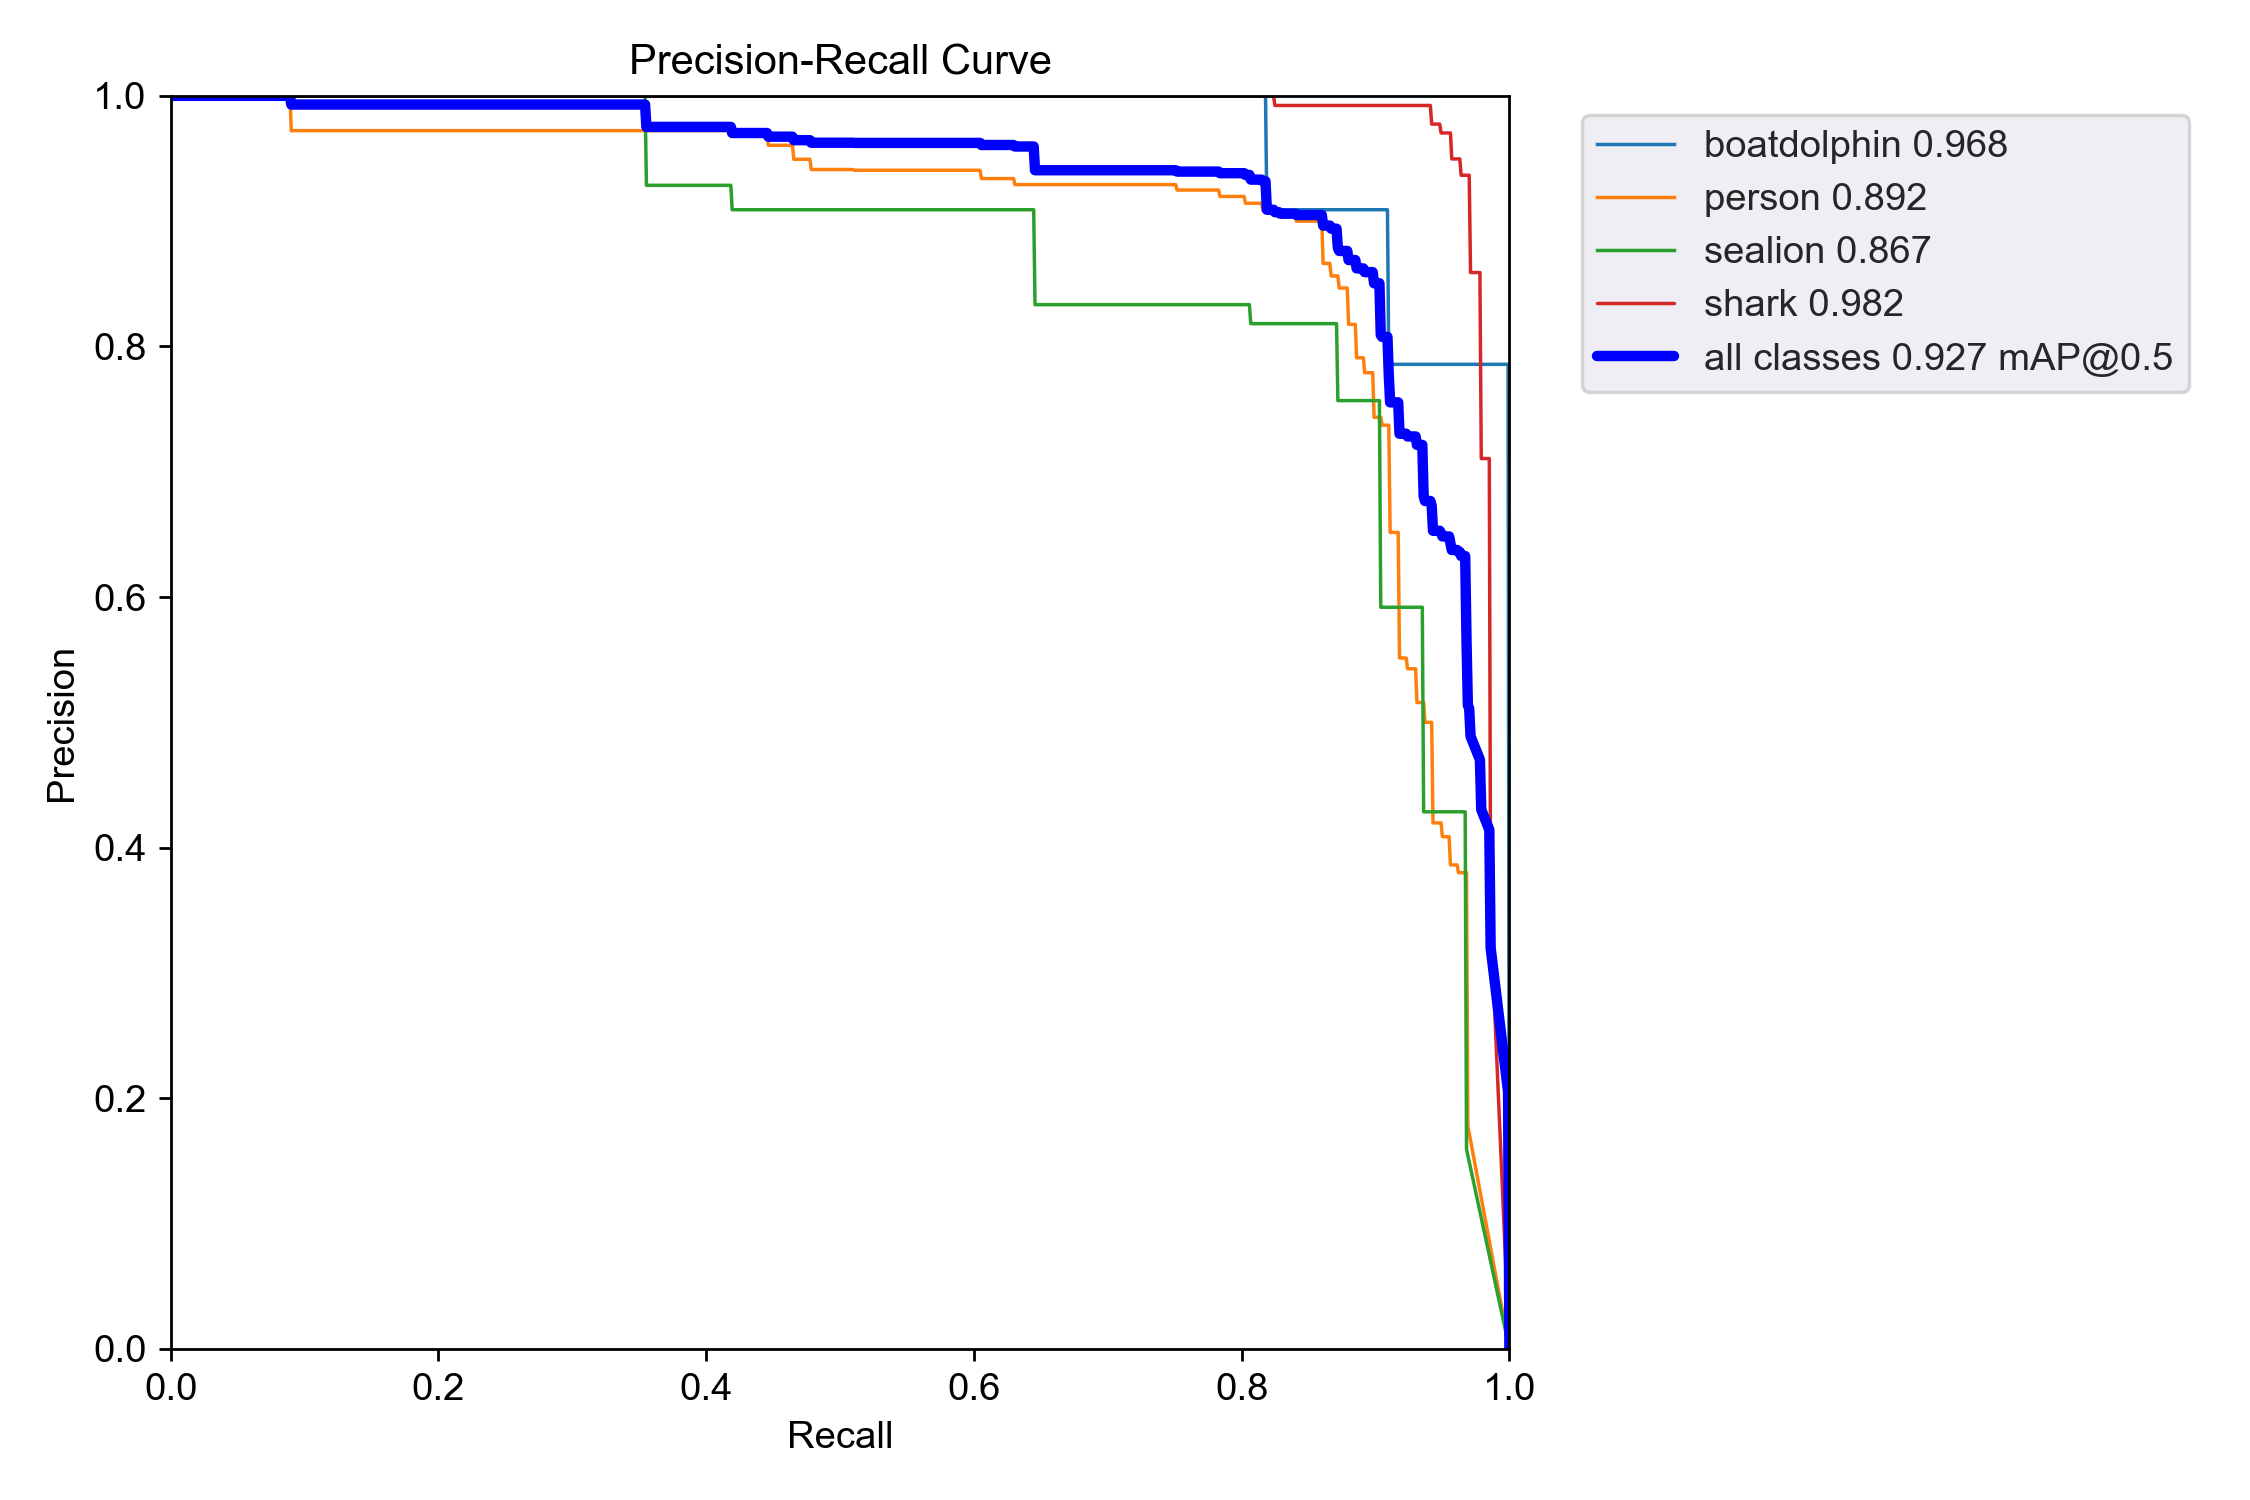 Precision-Recall Curve
1.0
0.8
0.6
0.4
0.2
0.0
Precision
0.0 0.2 0.4 0.6 0.8 1.0
Recall
boatdolphin 0.968
person 0.892
sealion 0.867
shark 0.982
all classes 0.927 mAP@0.5